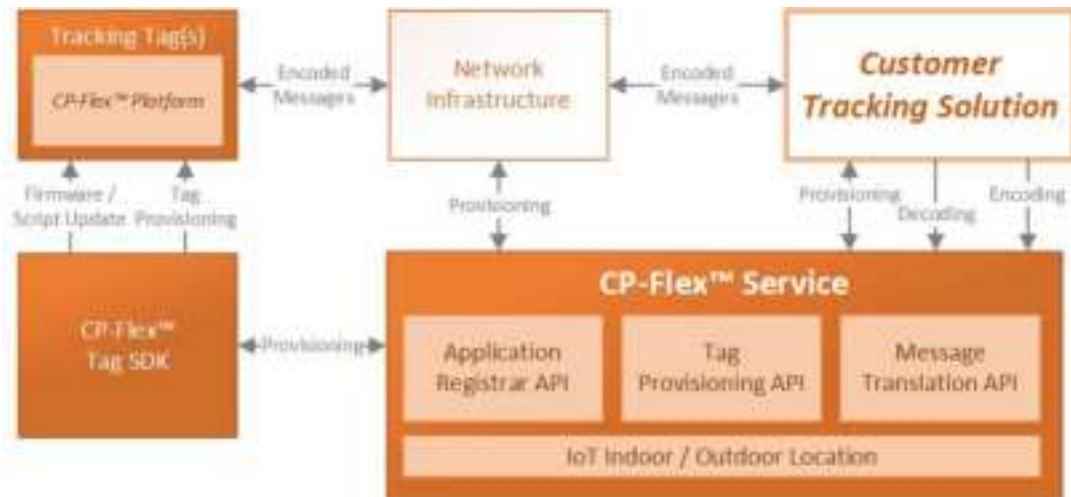 Tracking Tag(s)
CP-Flex™ Platform
Encoded
Messages
Network
Infrastructure
Encoded
Messages
Customer
Tracking Solution
Firmware /
Script Update
Tag
Provisioning
Provisioning
Provisioning
Decoding
Encoding
CP-Flex™
Tag SDK
Provisioning
CP-Flex™ Service
Application
Registrar API
Tag
Provisioning API
Message
Translation API
IoT Indoor / Outdoor Location